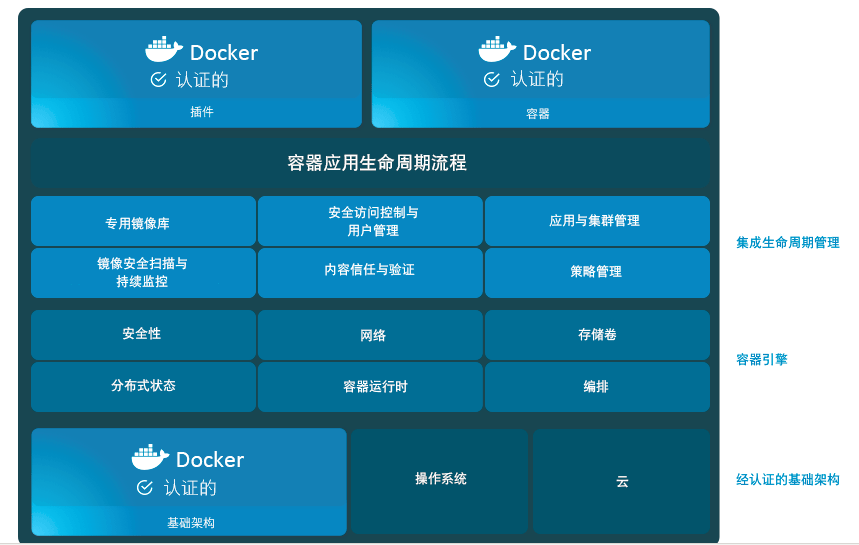 Docker
认证的
插件
Docker
认证的
容器
容器应用生命周期流程
专用镜像库
安全访问控制与
用户管理
应用与集群管理
镜像安全扫描与
持续监控
内容信任与验证
策略管理
集成生命周期管理
安全性
网络
存储卷
分布式状态
容器运行时
编排
容器引擎
Docker
认证的
基础架构
操作系统
云
经认证的基础架构